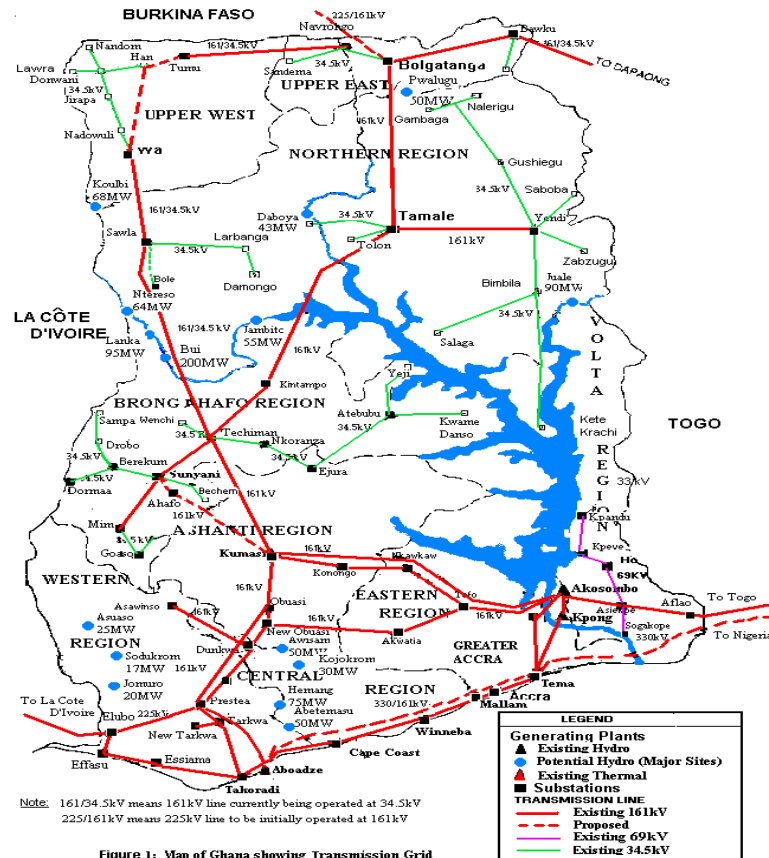 BURKINA FASO
225/161kV
Navrongo
Nandom
Han
161/34.5kV
Tumu
Bawku
161/34.5kV
TO DAPAONG
Lawra
Donwani
34.5kV
Jirapa
Sandema
34.5kV
Bolgatanga
UPPER EAST
Pwalugu
50MW
Nalerigu
Gambaga
UPPER WEST
Nadowuli
161kV
NORTHERN REGION
Gushiegu
34.5kV
Koulbi
68MW
Saboba
Daboya
43MW
34.5kV
Tamale
Tolon
161kV
Yendi
Zabzugu
161/34.5kV
Sawla
34.5kV
Larbanga
Damongo
Bole
Ntereso
64MW
Bimbila
Juale
90MW
34.5kV
Salaga
LA CÔTE
D'IVOIRE
Lanka
95MW
161/34.5kV
Bui
200MW
Jambito
55MW
161kV
VOLTA
REGION
TOGO
Kintampo
Yeji
BRONG AHAFO REGION
Sampa
Wenchi
Techiman
34.5kV
Atebubu
34.5kV
Kwame
Danso
Kete
Krachi
Drobo
34.5kV
Berekum
Nkoranza
34.5kV
Ejura
34.5kV
Dormaa
Sunyani
Bechem
161kV
Ahafo
161kV
33kV
Mim
34.5kV
Goaso
ASHANTI REGION
Kumasi
161kV
Konongo
Nkawkaw
Kpandu
Kpeve
Ho
69KV
WESTERN
REGION
Asawinso
161kV
Obuasi
161kV
161kV
New Obuasi
EASTERN
REGION
Tafo
161kV
Akosombo
Kpong
Asiekpe
Sogakope
330kV
Aflao
To Togo
To Nigeria
Asuaso
25MW
Sodukrom
17MW
Jomuro
20MW
Dunkwa
161kV
Awisam
50MW
Kojokrom
30MW
Akwatia
GREATER
ACCRA
CENTRAL
REGION
Hemang
75MW
Abetemasu
50MW
330/161kV
Tema
Accra
Mallam
Winneba
Cape Coast
To La Cote
D'Ivoire
225kV
Elubo
Prestea
Tarkwa
New Tarkwa
Effasu
Essiama
Aboadze
Takoradi
Note: 161/34.5kV means 161kV line currently being operated at 34.5kV
225/161kV means 225kV line to be initially operated at 161kV
LEGEND
Generating Plants
Existing Hydro
Potential Hydro (Major Sites)
Existing Thermal
Substations
TRANSMISSION LINE
Existing 161kV
Proposed
Existing 69kV
Existing 34.5kV
Figure 1: Map of Ghana showing Transmission Grid